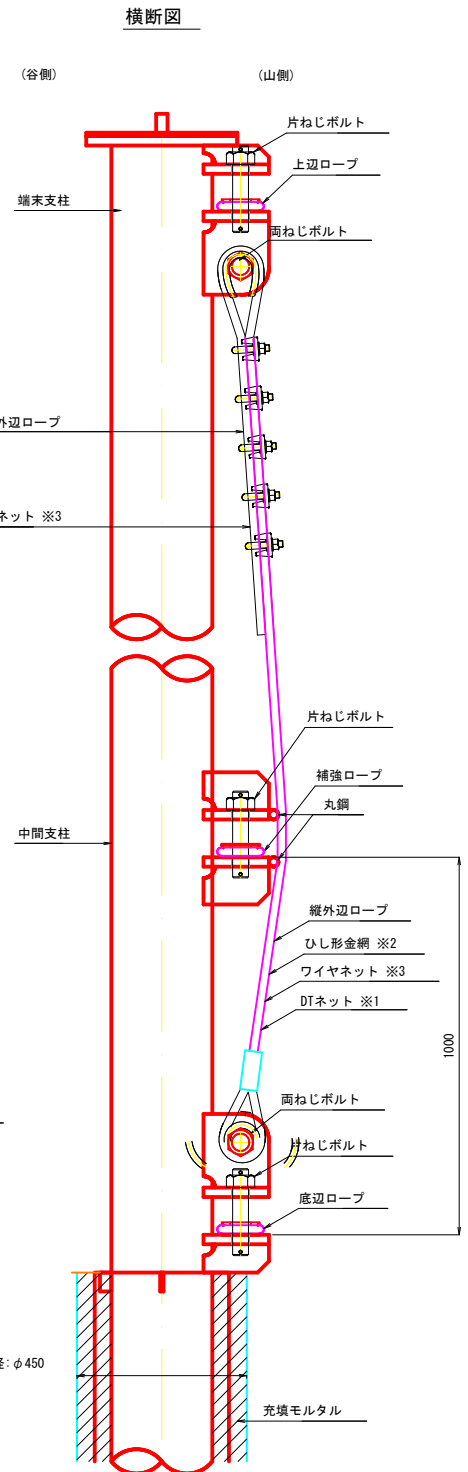 横断図
(谷側)
(山側)
片ねじボルト
上辺ロープ
端末支柱
両ねじボルト
外辺ロープ
ネット ※3
片ねじボルト
補強ロープ
丸鋼
中間支柱
縦外辺ロープ
ひし形金網 ※2
ワイヤネット ※3
DTネット ※1
1000
両ねじボルト
片ねじボルト
底辺ロープ
径:φ450
充填モルタル